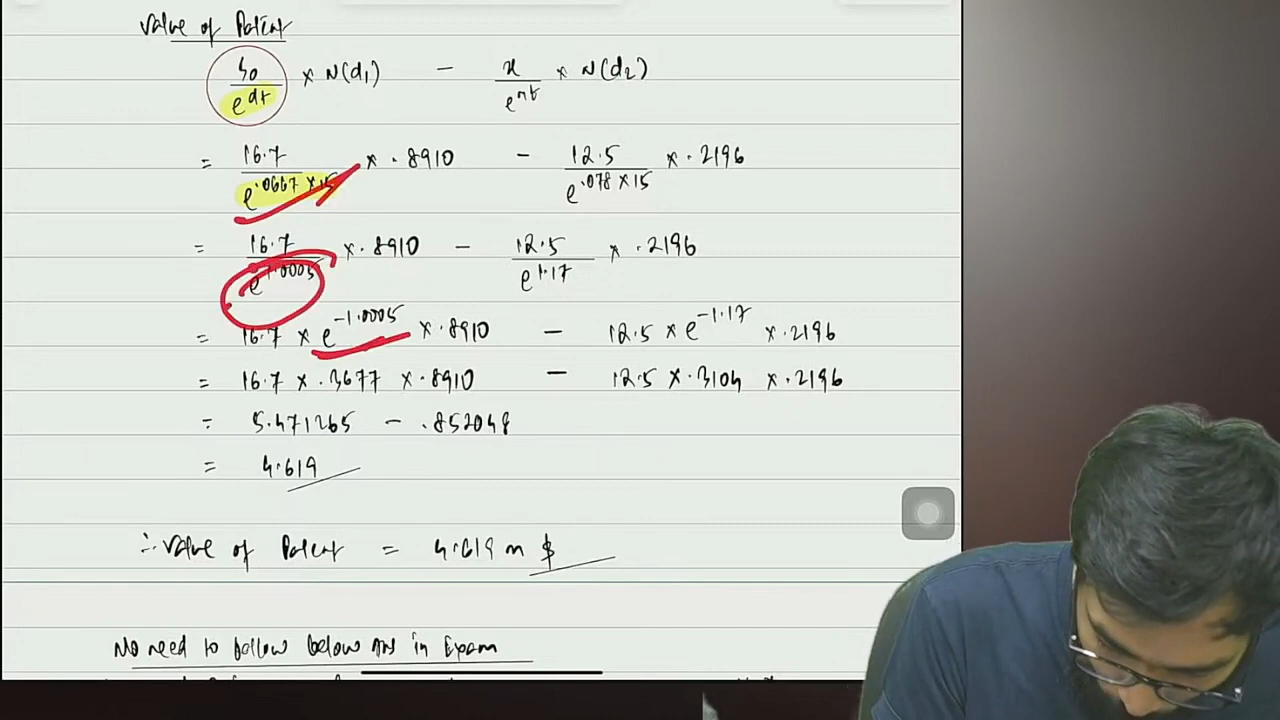 Value of Patent
S0/e^dt × N(d1) - x/e^rt × N(d2)
= 16.7/e^.0667×15 × .8910 - 12.5/e^.078×15 × .2196
= 16.7/e^1.0005 × .8910 - 12.5/e^1.17 × .2196
= 16.7 × e^-1.0005 × .8910 - 12.5 × e^-1.17 × .2196
= 16.7 × .3677 × .8910 - 12.5 × .3104 × .2196
= 5.471265 - .852048
= 4.619
∴ Value of Patent = 4.619 m $
No need to follow below Ans in Exam